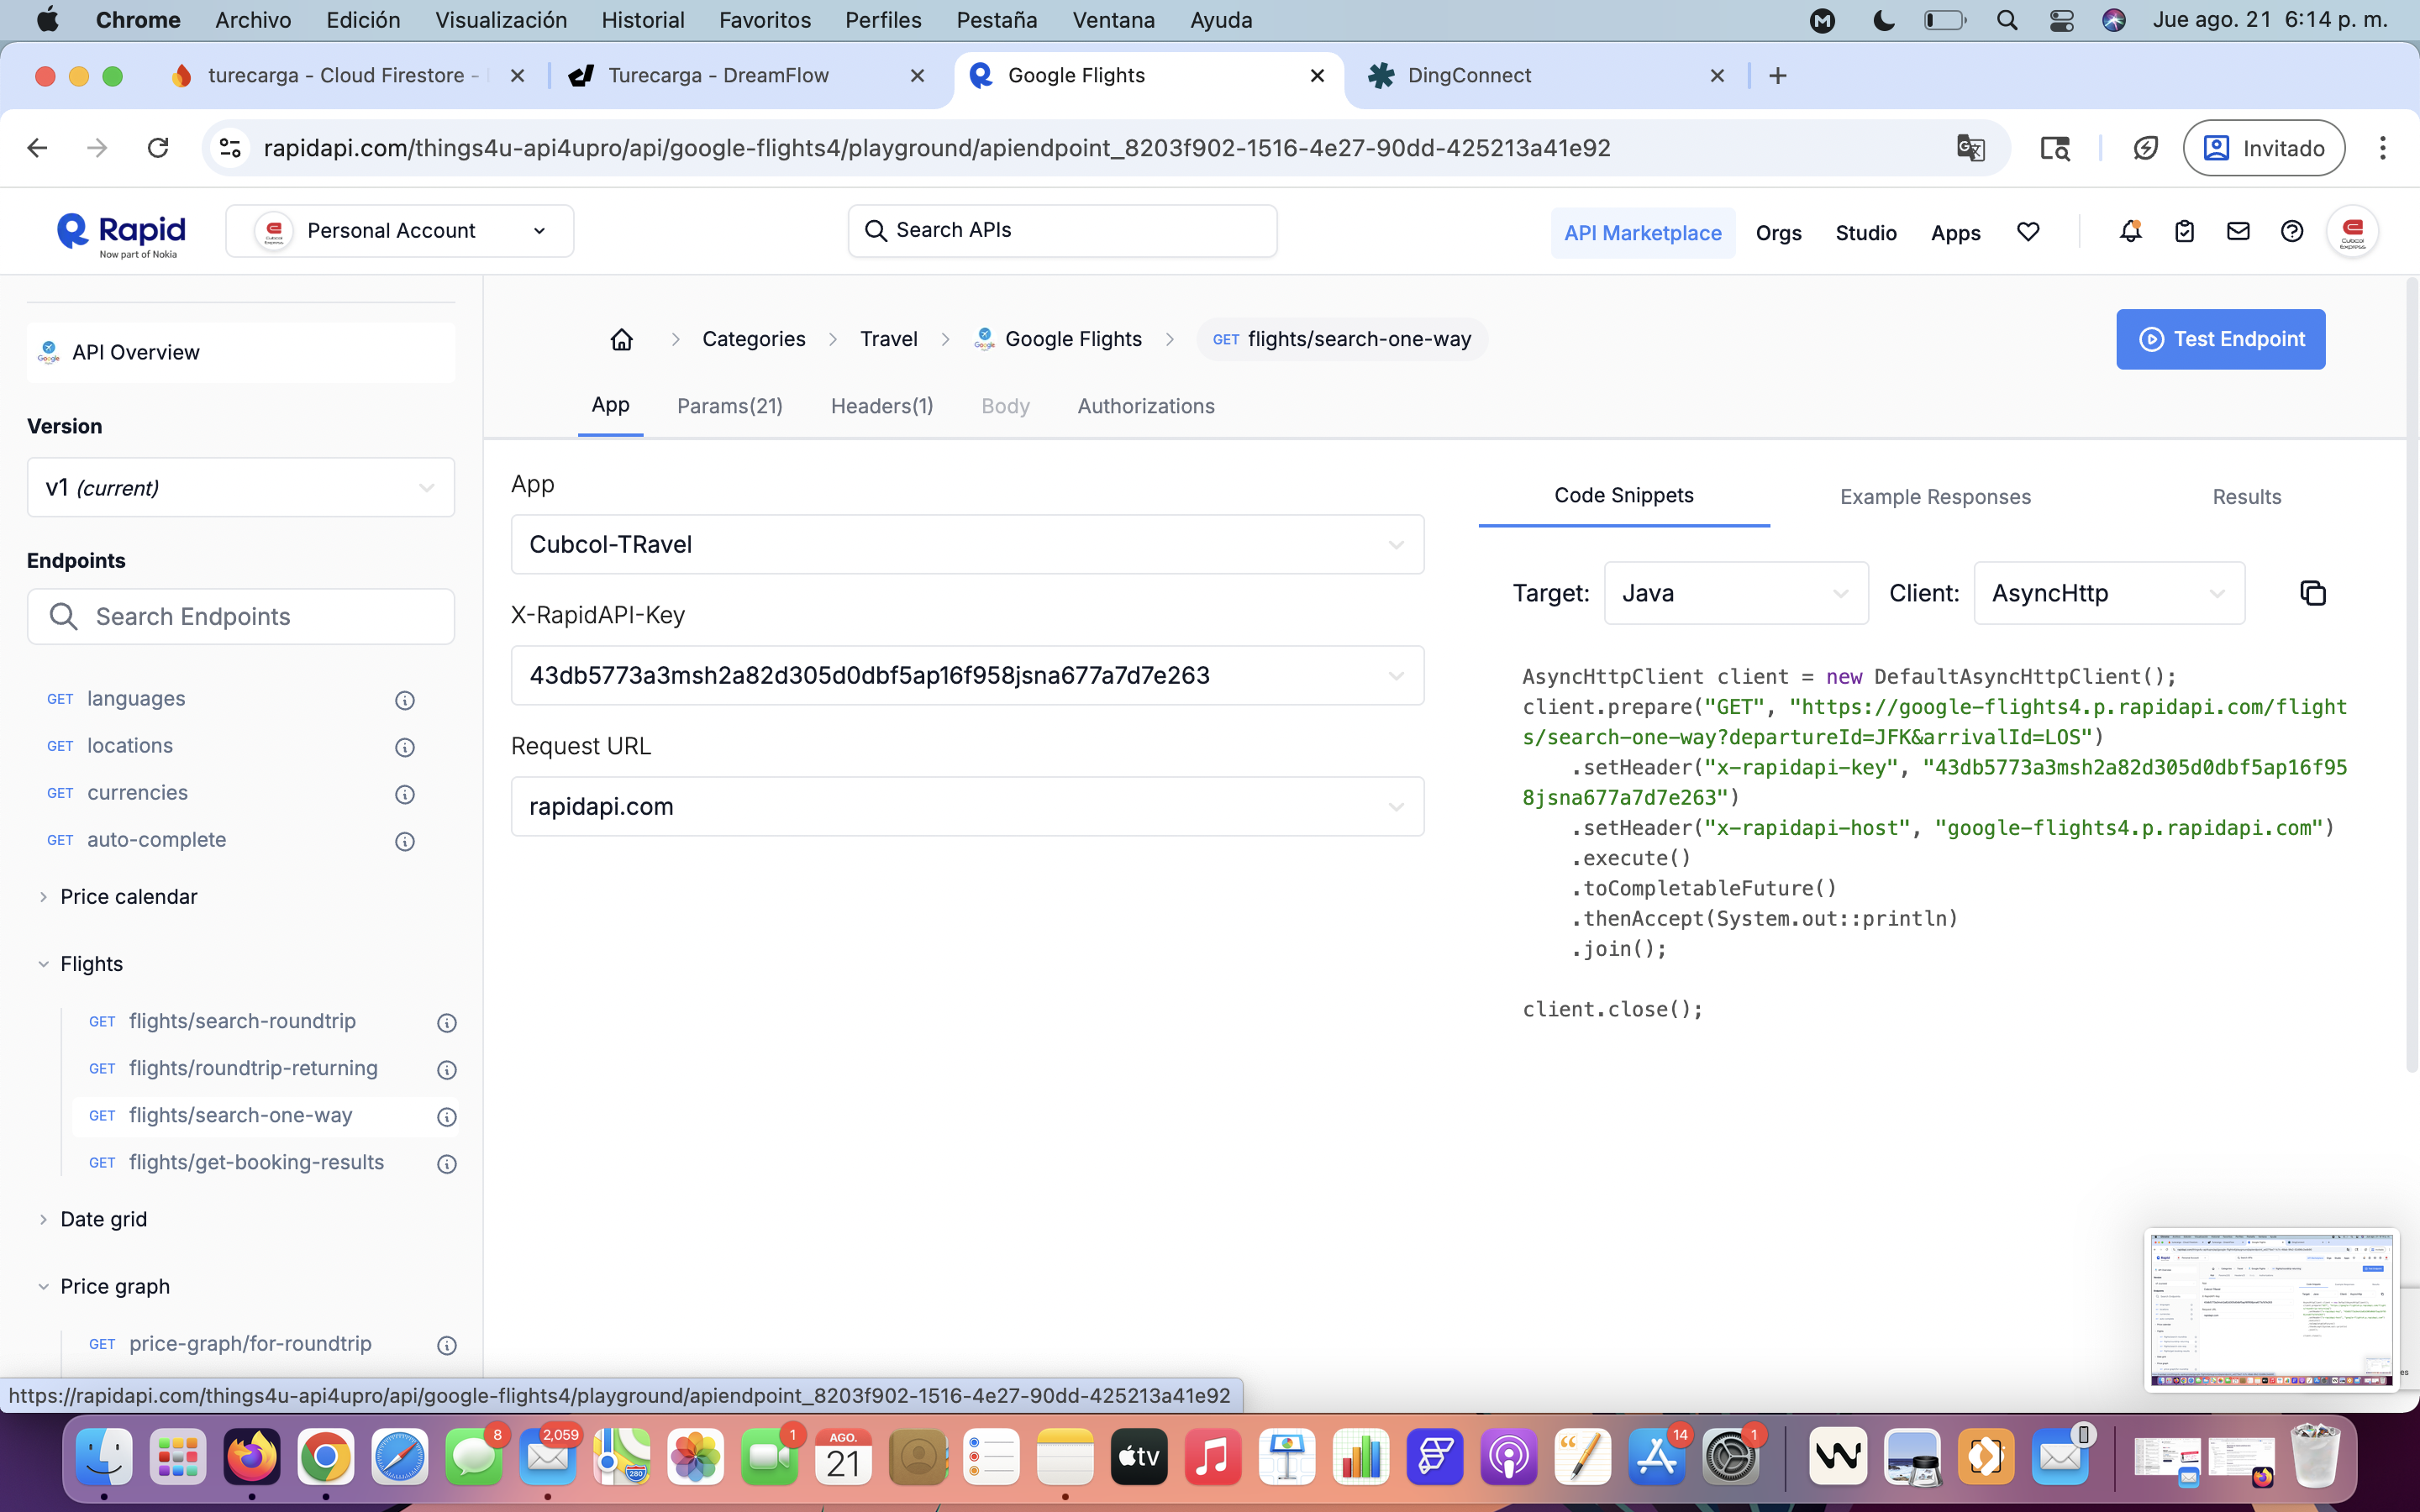 Chrome Archivo Edición Visualización Historial Favoritos Perfiles Pestaña Ventana Ayuda Jue ago. 21 6:14 p. m.
turecarga - Cloud Firestore - Turecarga - DreamFlow Google Flights DingConnect
rapidapi.com/things4u-api4upro/api/google-flights4/playground/apiendpoint_8203f902-1516-4e27-90dd-425213a41e92 Invitado
Rapid
Now part of Nokia
Personal Account
Search APIs
API Marketplace Orgs Studio Apps
API Overview
Version
v1 (current)
Endpoints
Search Endpoints
GET languages
GET locations
GET currencies
GET auto-complete
Price calendar
Flights
GET flights/search-roundtrip
GET flights/roundtrip-returning
GET flights/search-one-way
GET flights/get-booking-results
Date grid
Price graph
GET price-graph/for-roundtrip
Categories Travel Google Flights GET flights/search-one-way
Test Endpoint
App Params(21) Headers(1) Body Authorizations
App
Cubcol-TRavel
X-RapidAPI-Key
43db5773a3msh2a82d305d0dbf5ap16f958jsna677a7d7e263
Request URL
rapidapi.com
Code Snippets Example Responses Results
Target: Java Client: AsyncHttp
AsyncHttpClient client = new DefaultAsyncHttpClient();
client.prepare("GET", "https://google-flights4.p.rapidapi.com/flight
s/search-one-way?departureId=JFK&arrivalId=LOS")
.setHeader("x-rapidapi-key", "43db5773a3msh2a82d305d0dbf5ap16f95
8jsna677a7d7e263")
.setHeader("x-rapidapi-host", "google-flights4.p.rapidapi.com")
.execute()
.toCompletableFuture()
.thenAccept(System.out::println)
.join();
client.close();
https://rapidapi.com/things4u-api4upro/api/google-flights4/playground/apiendpoint_8203f902-1516-4e27-90dd-425213a41e92
8 2,059 1 AGO. 21 tv 14 1
280